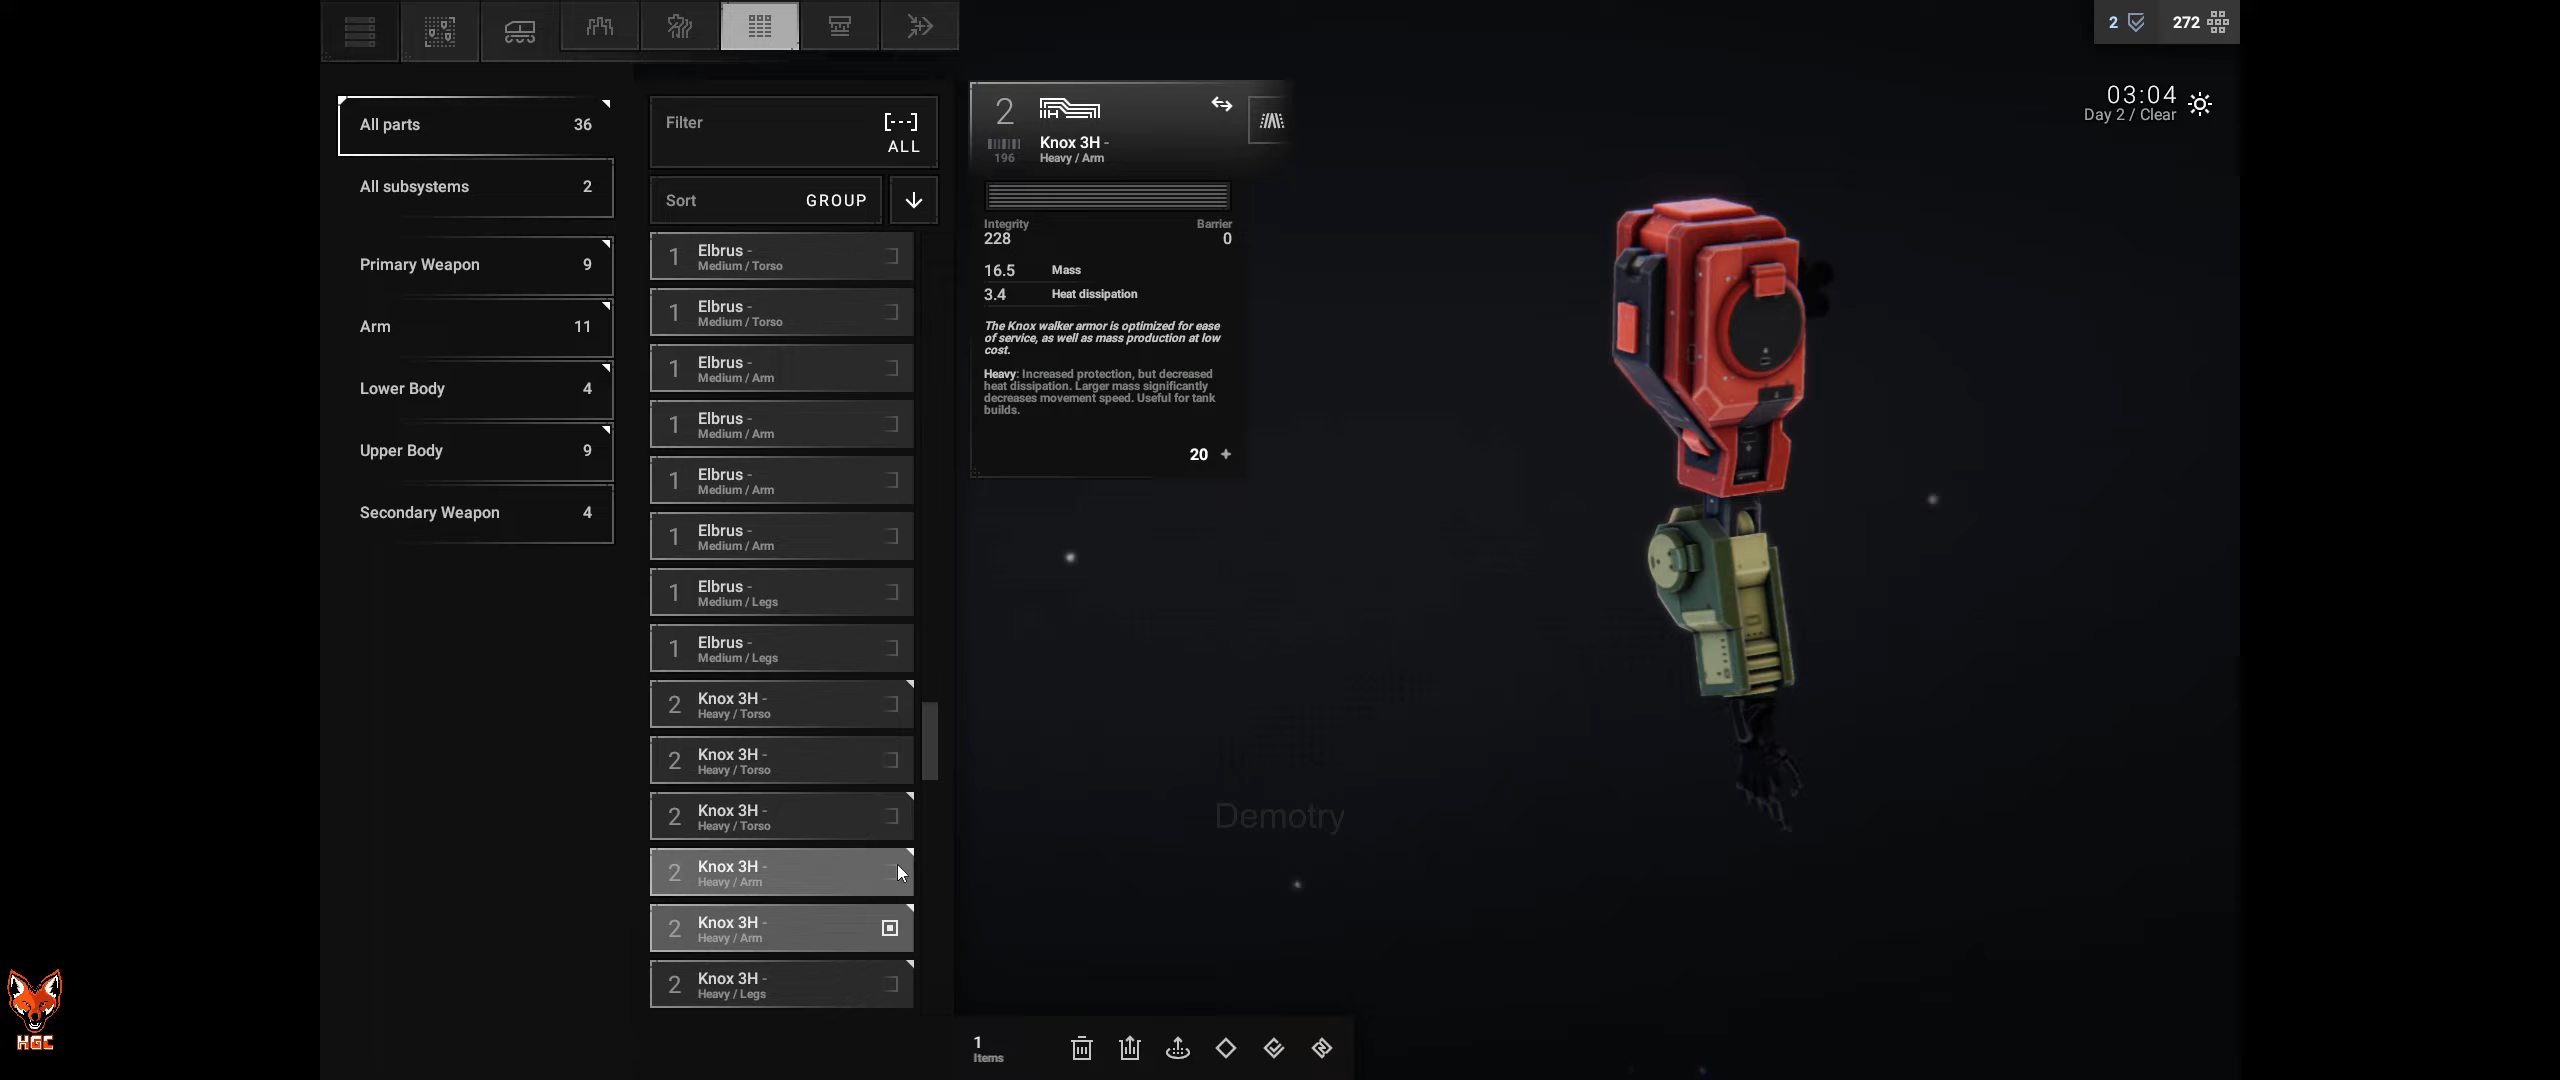 2
272
03:04
Day 2 / Clear
All parts 36
All subsystems 2
Primary Weapon 9
Arm 11
Lower Body 4
Upper Body 9
Secondary Weapon 4
Filter
ALL
Sort GROUP
1 Elbrus -
Medium / Torso
1 Elbrus -
Medium / Torso
1 Elbrus -
Medium / Arm
1 Elbrus -
Medium / Arm
1 Elbrus -
Medium / Arm
1 Elbrus -
Medium / Arm
1 Elbrus -
Medium / Legs
1 Elbrus -
Medium / Legs
2 Knox 3H -
Heavy / Torso
2 Knox 3H -
Heavy / Torso
2 Knox 3H -
Heavy / Torso
2 Knox 3H -
Heavy / Arm
2 Knox 3H -
Heavy / Arm
2 Knox 3H -
Heavy / Legs
2
196
Knox 3H -
Heavy / Arm
Integrity Barrier
228 0
16.5 Mass
3.4 Heat dissipation
The Knox walker armor is optimized for ease
of service, as well as mass production at low
cost.
Heavy: Increased protection, but decreased
heat dissipation. Larger mass significantly
decreases movement speed. Useful for tank
builds.
20 +
Demotry
1
Items
HGC